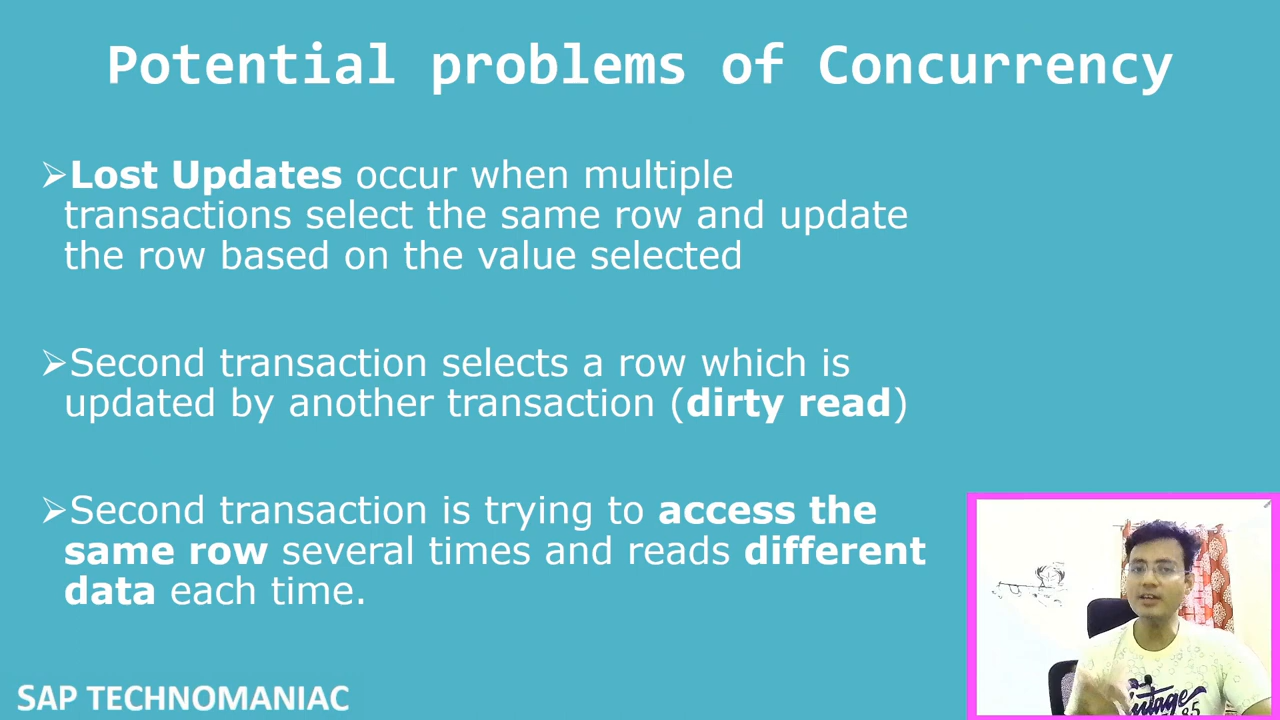 Potential problems of Concurrency
➢Lost Updates occur when multiple
transactions select the same row and update
the row based on the value selected
➢Second transaction selects a row which is
updated by another transaction (dirty read)
➢Second transaction is trying to access the
same row several times and reads different
data each time.
SAP TECHNOMANIAC
Vintage
85